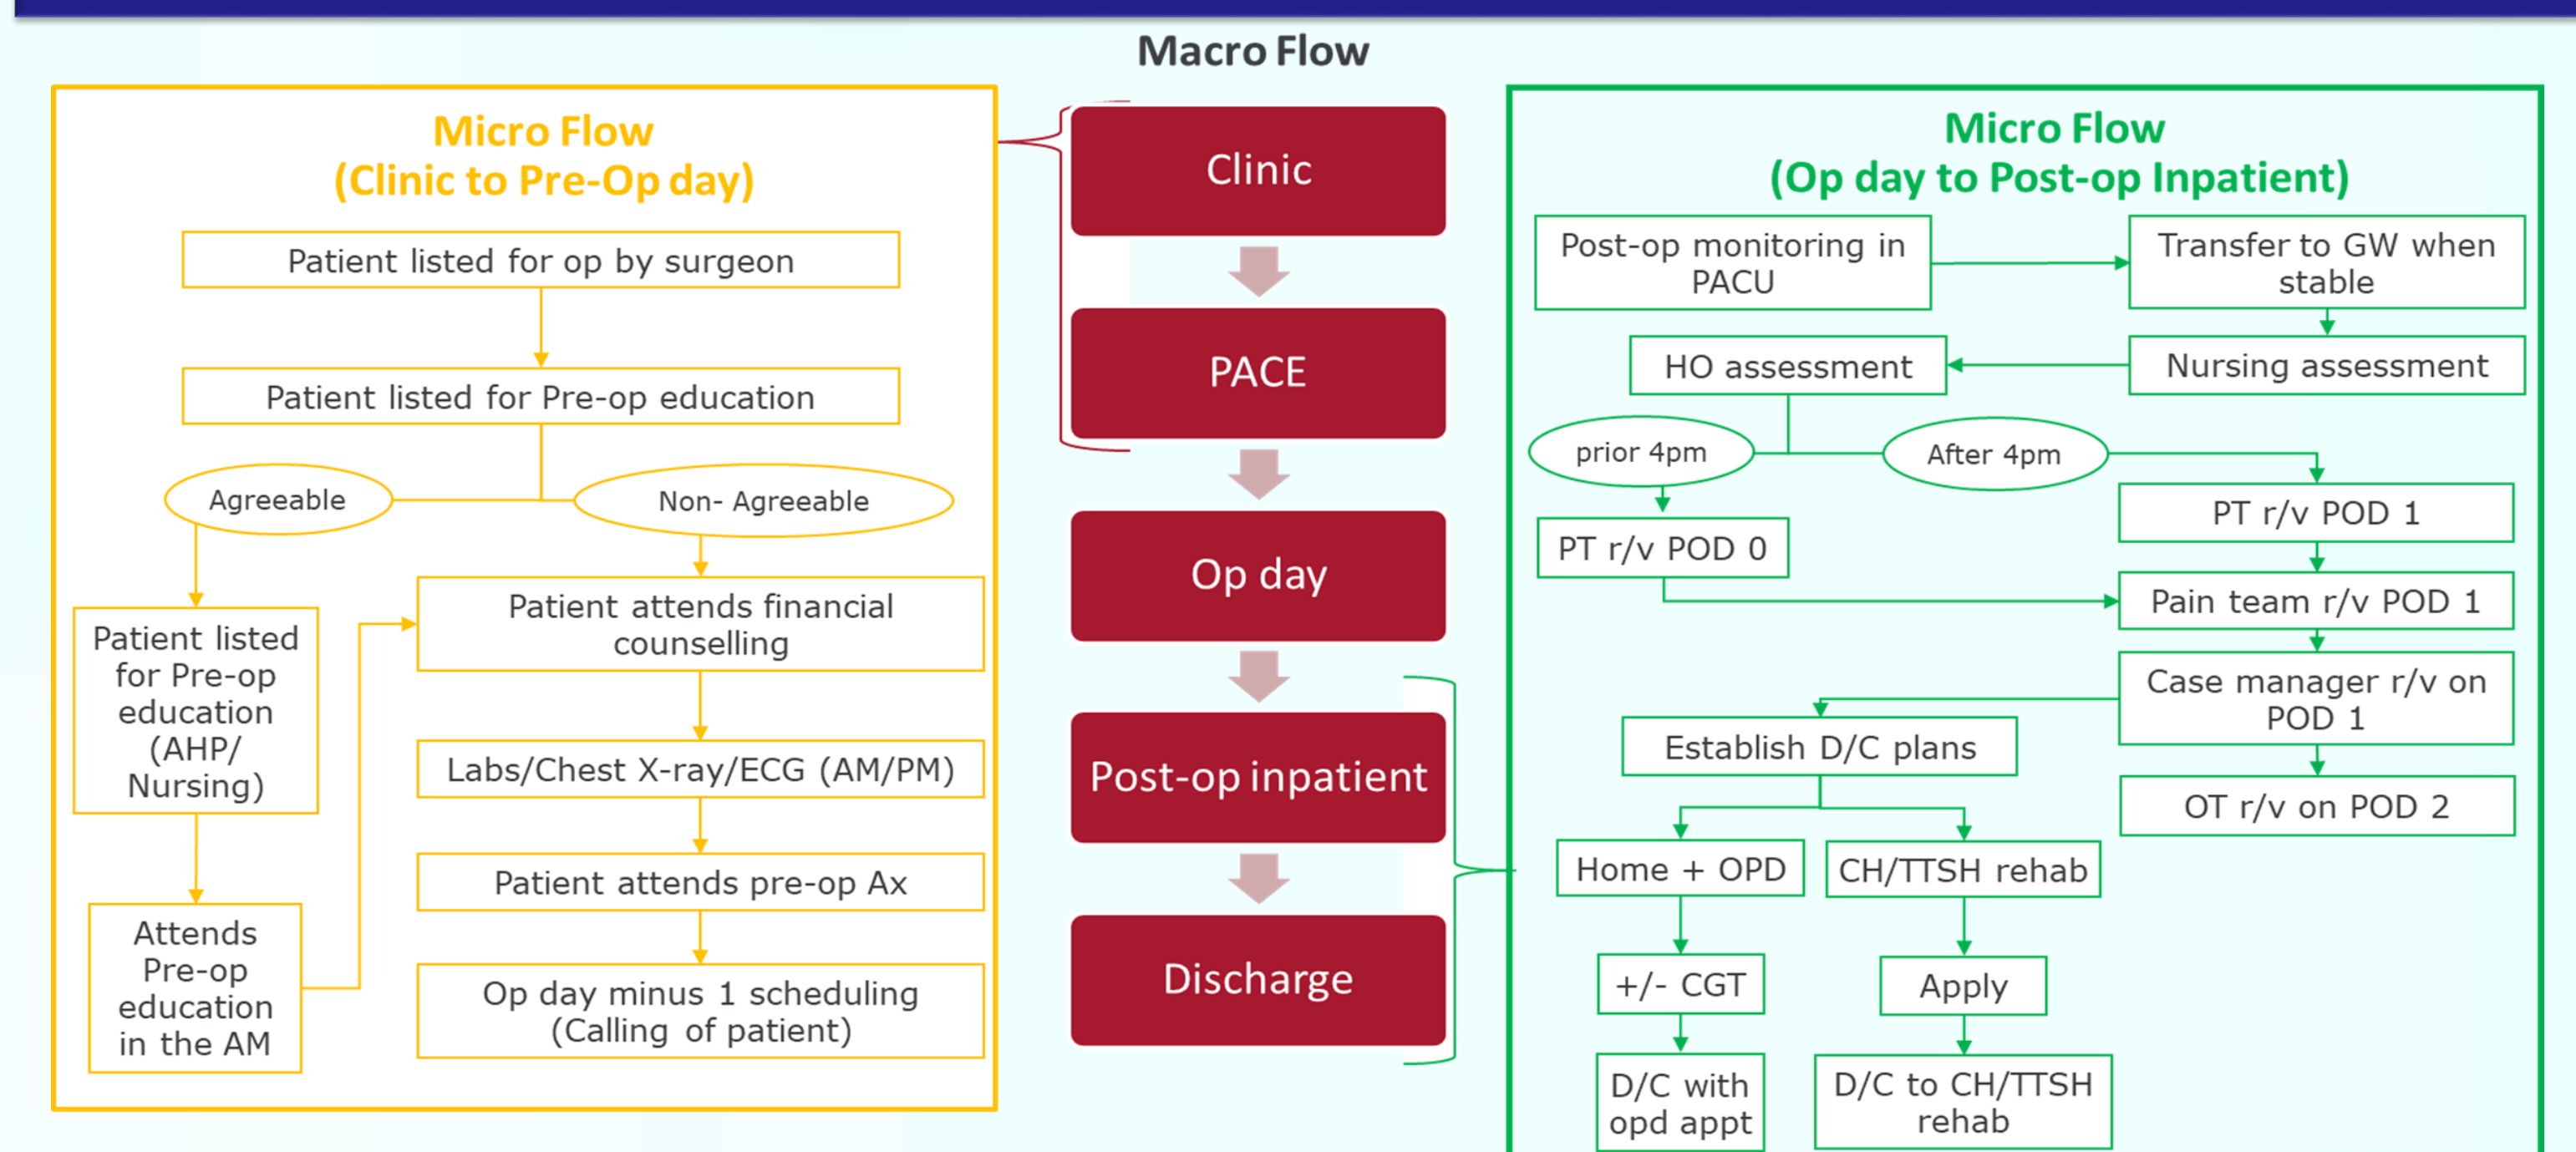 Macro Flow
Micro Flow
(Clinic to Pre-Op day)
Patient listed for op by surgeon
Patient listed for Pre-op education
Agreeable
Non- Agreeable
Patient listed
for Pre-op
education
(AHP/
Nursing)
Attends
Pre-op
education
in the AM
Patient attends financial
counselling
Labs/Chest X-ray/ECG (AM/PM)
Patient attends pre-op Ax
Op day minus 1 scheduling
(Calling of patient)
Clinic
PACE
Op day
Post-op inpatient
Discharge
Micro Flow
(Op day to Post-op Inpatient)
Post-op monitoring in
PACU
Transfer to GW when
stable
HO assessment
Nursing assessment
prior 4pm
After 4pm
PT r/v POD 0
PT r/v POD 1
Pain team r/v POD 1
Case manager r/v on
POD 1
Establish D/C plans
OT r/v on POD 2
Home + OPD
CH/TTSH rehab
+/- CGT
Apply
D/C with
opd appt
D/C to CH/TTSH
rehab